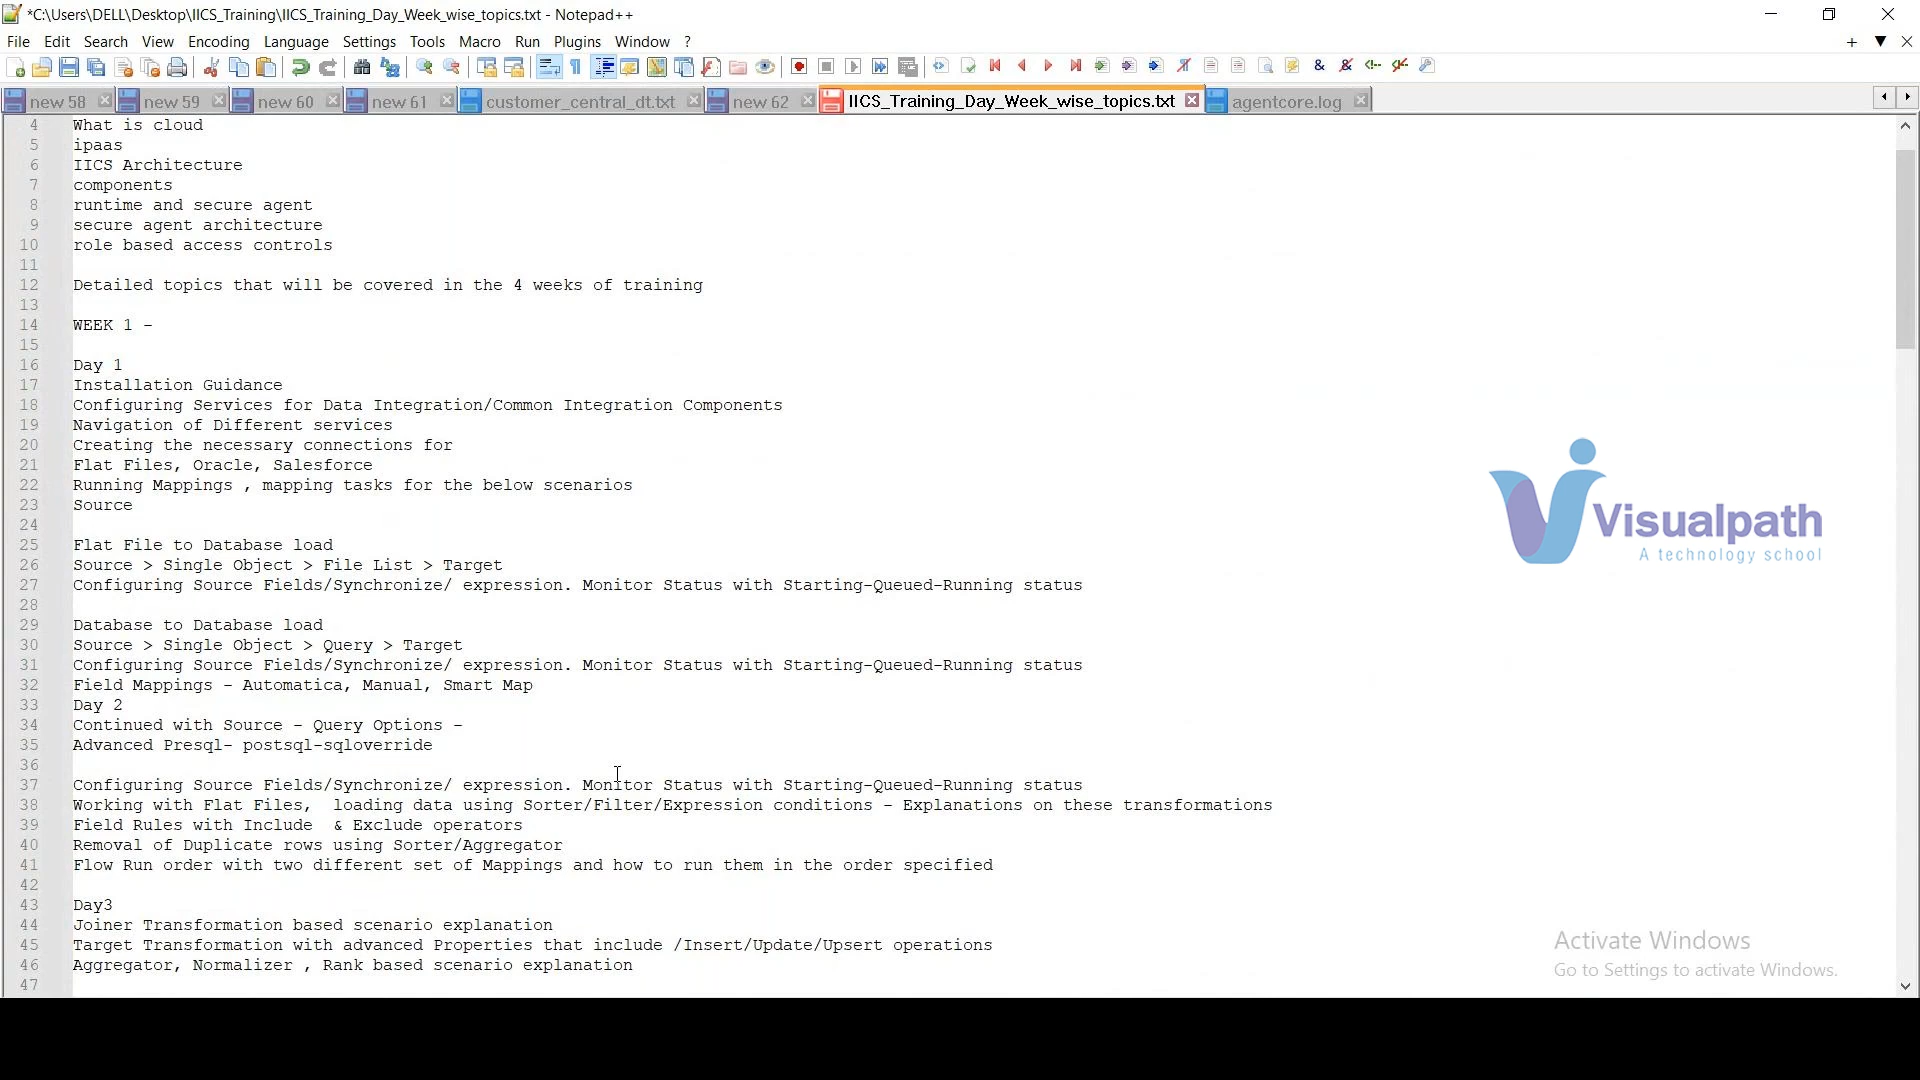 *C:\Users\DELL\Desktop\IICS_Training\IICS_Training_Day_Week_wise_topics.txt - Notepad++
File Edit Search View Encoding Language Settings Tools Macro Run Plugins Window ?
new 58 new 59 new 60 new 61 customer_central_dt.txt new 62 IICS_Training_Day_Week_wise_topics.txt agentcore.log
4 What is cloud
5 ipaas
6 IICS Architecture
7 components
8 runtime and secure agent
9 secure agent architecture
10 role based access controls
11
12 Detailed topics that will be covered in the 4 weeks of training
13
14 WEEK 1 -
15
16 Day 1
17 Installation Guidance
18 Configuring Services for Data Integration/Common Integration Components
19 Navigation of Different services
20 Creating the necessary connections for
21 Flat Files, Oracle, Salesforce
22 Running Mappings , mapping tasks for the below scenarios
23 Source
24
25 Flat File to Database load
26 Source > Single Object > File List > Target
27 Configuring Source Fields/Synchronize/ expression. Monitor Status with Starting-Queued-Running status
28
29 Database to Database load
30 Source > Single Object > Query > Target
31 Configuring Source Fields/Synchronize/ expression. Monitor Status with Starting-Queued-Running status
32 Field Mappings - Automatica, Manual, Smart Map
33 Day 2
34 Continued with Source - Query Options -
35 Advanced Presql- postsql-sqloverride
36
37 Configuring Source Fields/Synchronize/ expression. Monitor Status with Starting-Queued-Running status
38 Working with Flat Files,  loading data using Sorter/Filter/Expression conditions - Explanations on these transformations
39 Field Rules with Include  & Exclude operators
40 Removal of Duplicate rows using Sorter/Aggregator
41 Flow Run order with two different set of Mappings and how to run them in the order specified
42
43 Day3
44 Joiner Transformation based scenario explanation
45 Target Transformation with advanced Properties that include /Insert/Update/Upsert operations
46 Aggregator, Normalizer , Rank based scenario explanation
47
Visualpath
A technology school
Activate Windows
Go to Settings to activate Windows.